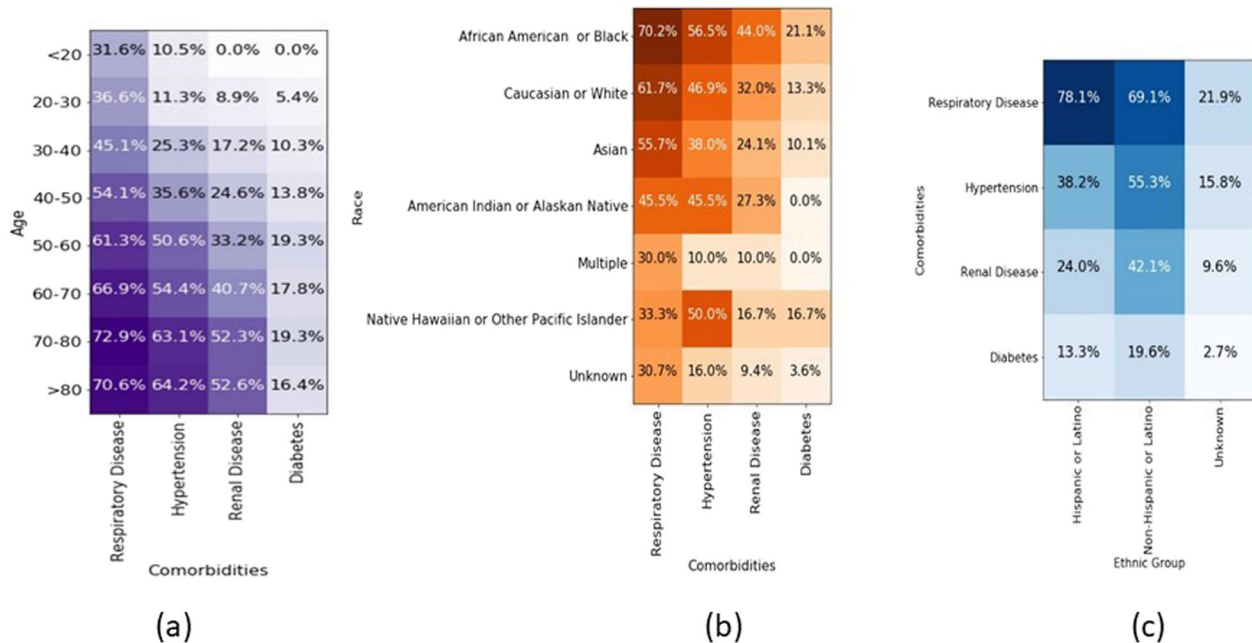 <20 31.6% 10.5% 0.0% 0.0%
20-30 36.6% 11.3% 8.9% 5.4%
30-40 45.1% 25.3% 17.2% 10.3%
40-50 54.1% 35.6% 24.6% 13.8%
50-60 61.3% 50.6% 33.2% 19.3%
60-70 66.9% 54.4% 40.7% 17.8%
70-80 72.9% 63.1% 52.3% 19.3%
>80 70.6% 64.2% 52.6% 16.4%
Age
Respiratory Disease
Hypertension
Renal Disease
Diabetes
Comorbidities
(a)
African American or Black 70.2% 56.5% 44.0% 21.1%
Caucasian or White 61.7% 46.9% 32.0% 13.3%
Asian 55.7% 38.0% 24.1% 10.1%
American Indian or Alaskan Native 45.5% 45.5% 27.3% 0.0%
Multiple 30.0% 10.0% 10.0% 0.0%
Native Hawaiian or Other Pacific Islander 33.3% 50.0% 16.7% 16.7%
Unknown 30.7% 16.0% 9.4% 3.6%
Race
Respiratory Disease
Hypertension
Renal Disease
Diabetes
Comorbidities
(b)
Respiratory Disease 78.1% 69.1% 21.9%
Hypertension 38.2% 55.3% 15.8%
Renal Disease 24.0% 42.1% 9.6%
Diabetes 13.3% 19.6% 2.7%
Comorbidities
Hispanic or Latino
Non-Hispanic or Latino
Unknown
Ethnic Group
(c)